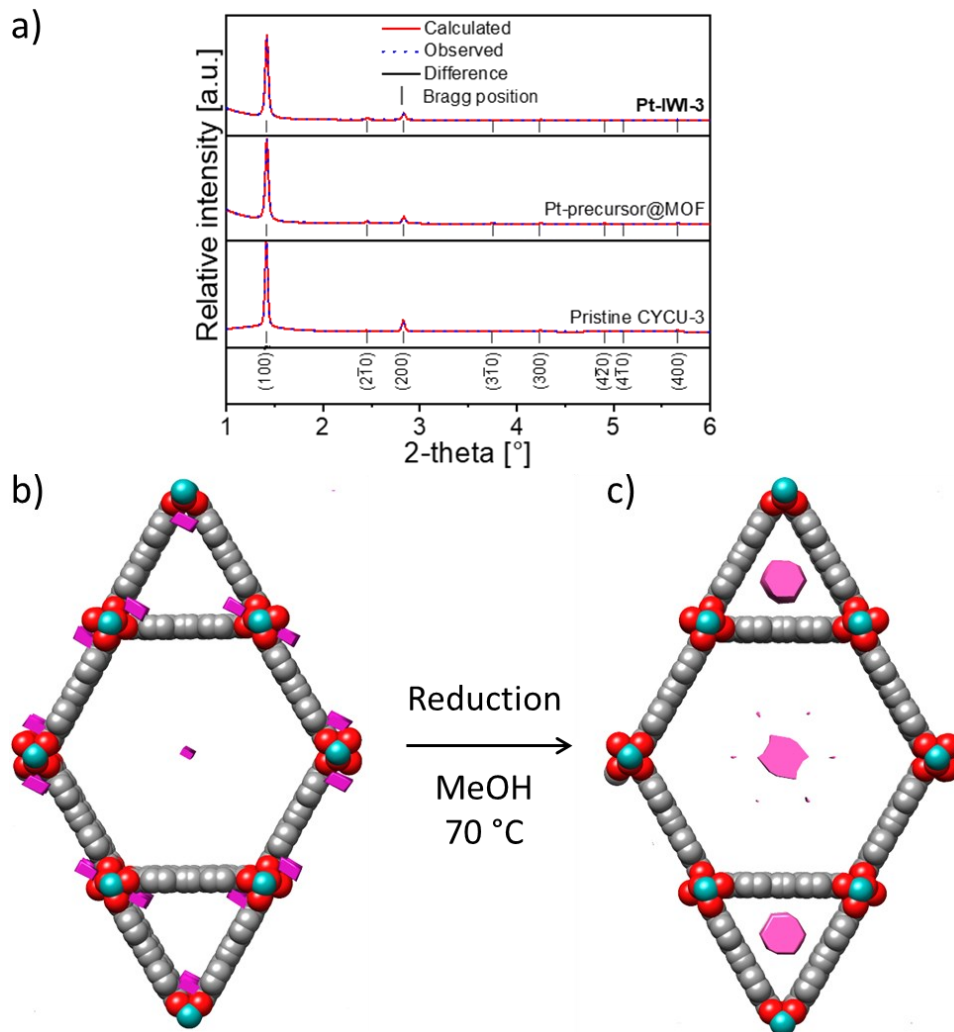 a)
Calculated
Observed
Difference
Bragg position
Pt-IWI-3
Pt-precursor@MOF
Pristine CYCU-3
Relative intensity [a.u.]
(100)
(21̄0)
(200)
(31̄0)
(300)
(42̄0)
(41̄0)
(400)
1 2 3 4 5 6
2-theta [°]
b)
c)
Reduction
MeOH
70 °C